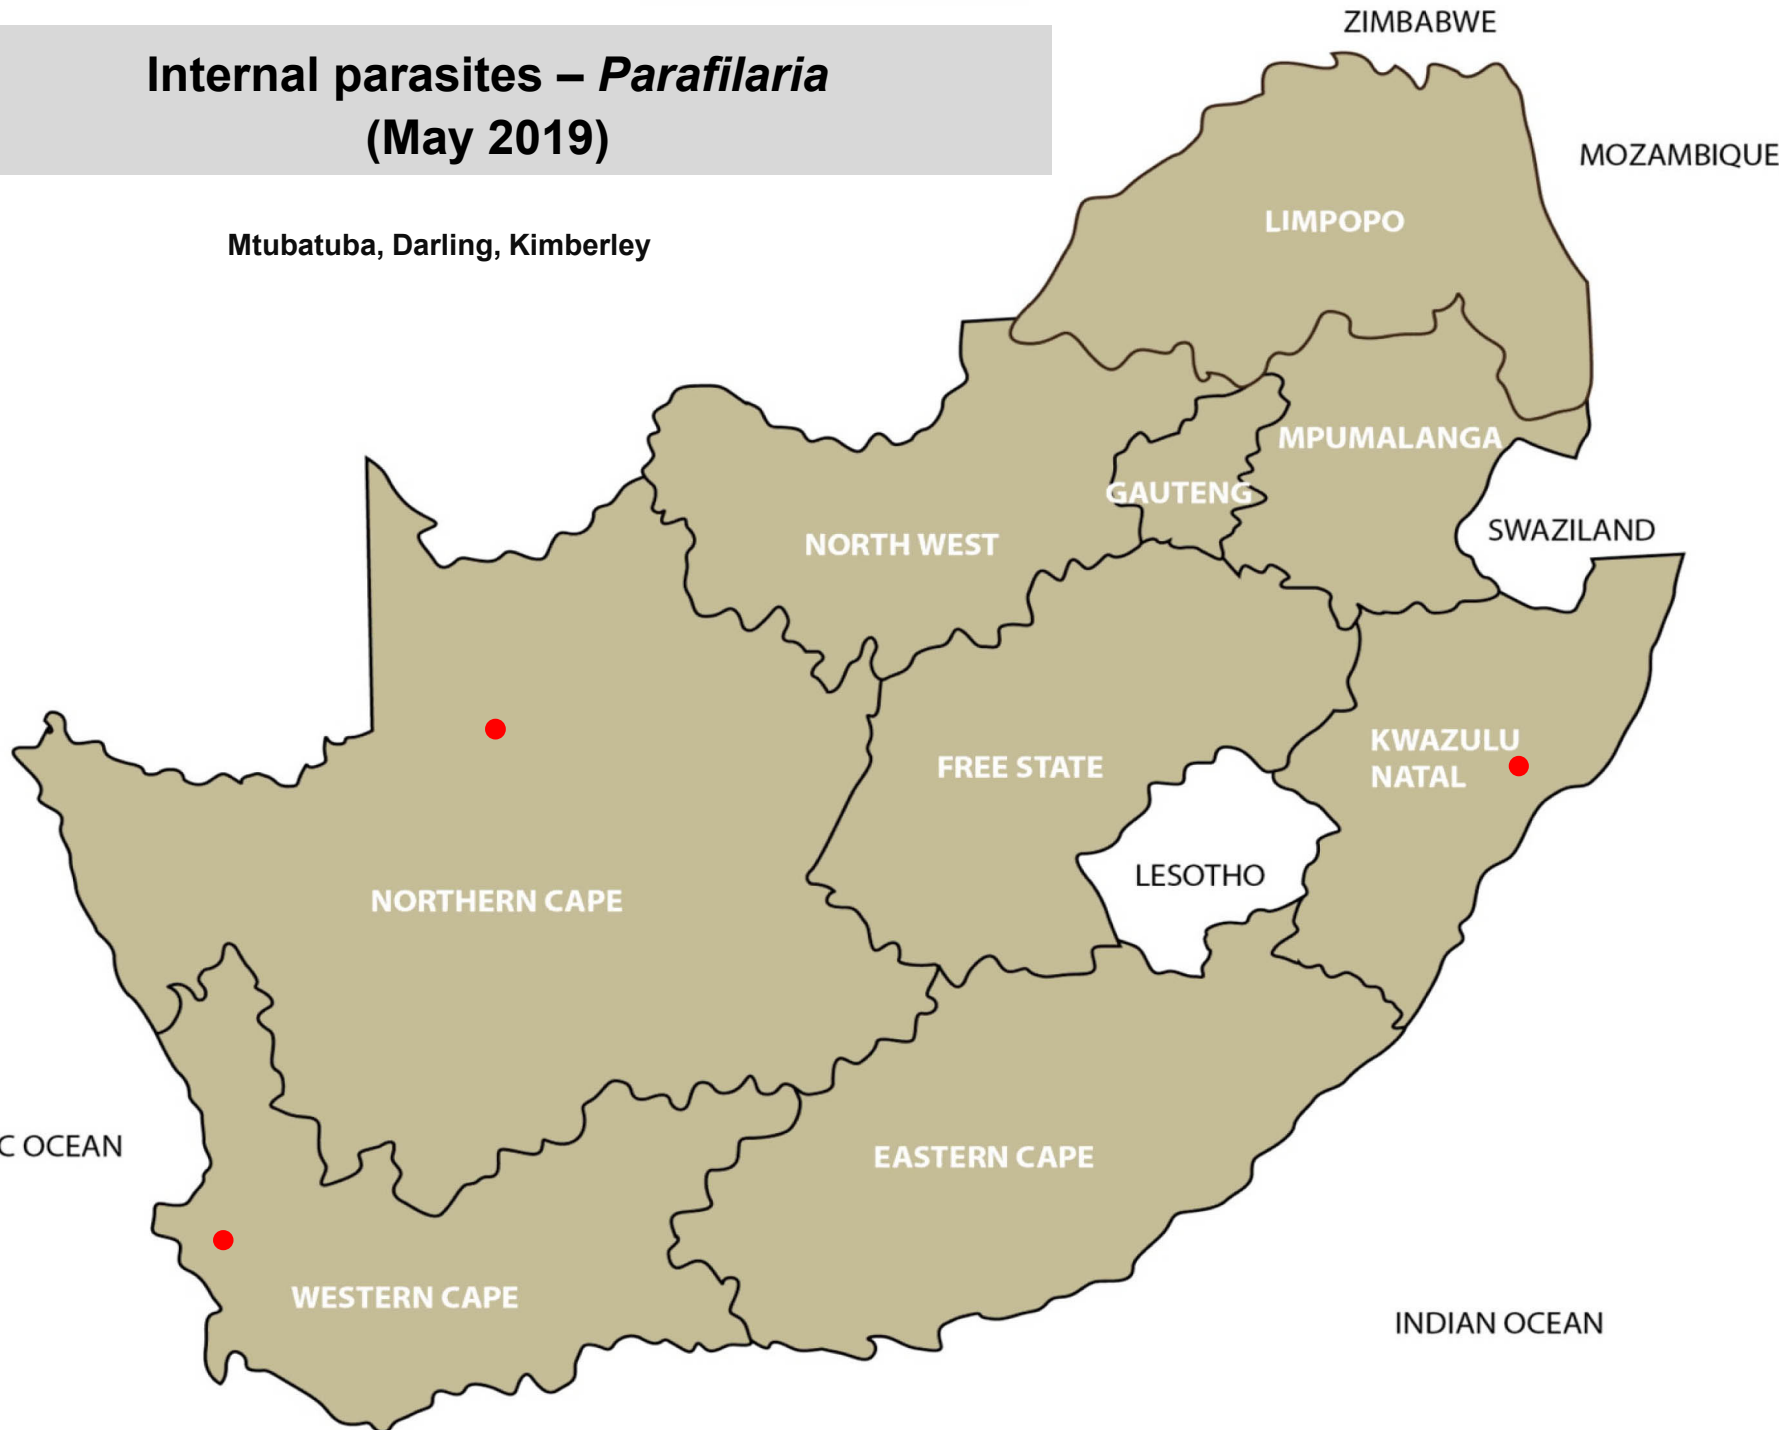 ZIMBABWE
Internal parasites – Parafilaria
(May 2019)
MOZAMBIQUE
LIMPOPO
Mtubatuba, Darling, Kimberley
MPUMALANGA
GAUTENG
SWAZILAND
NORTH WEST
KWAZULU
NATAL
FREE STATE
LESOTHO
NORTHERN CAPE
C OCEAN
EASTERN CAPE
WESTERN CAPE
INDIAN OCEAN